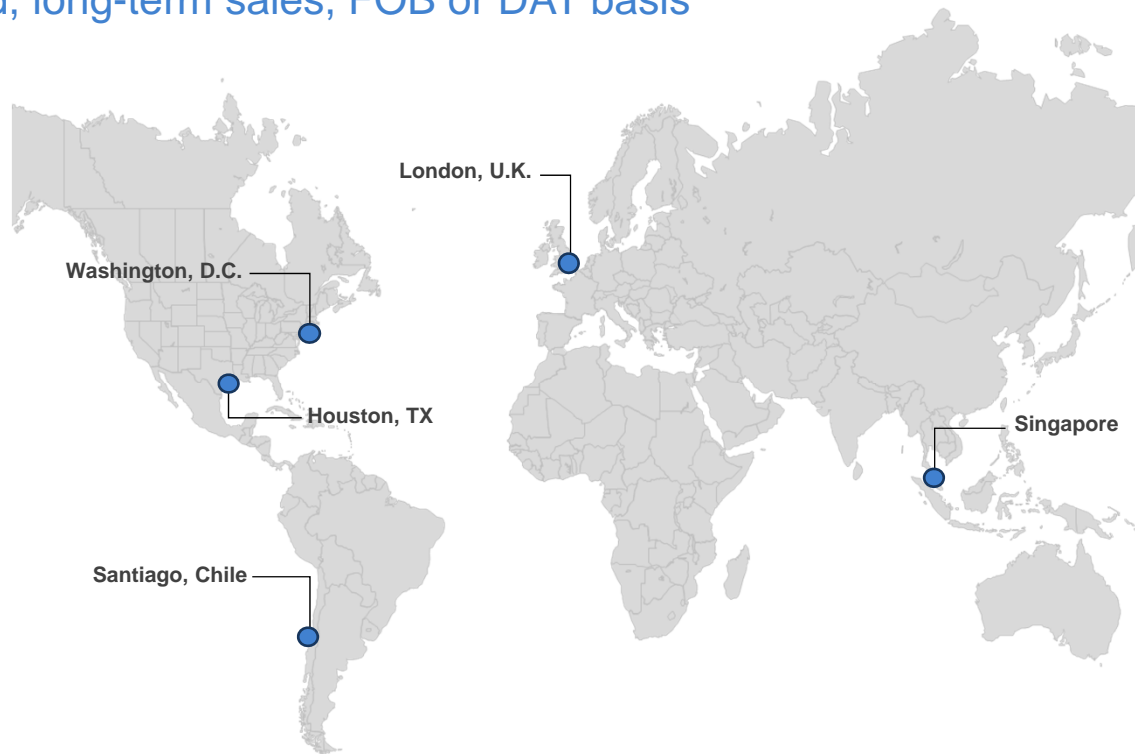 long-term sales, FOB or DAT basis
London, U.K.
Washington, D.C.
Houston, TX
Singapore
Santiago, Chile